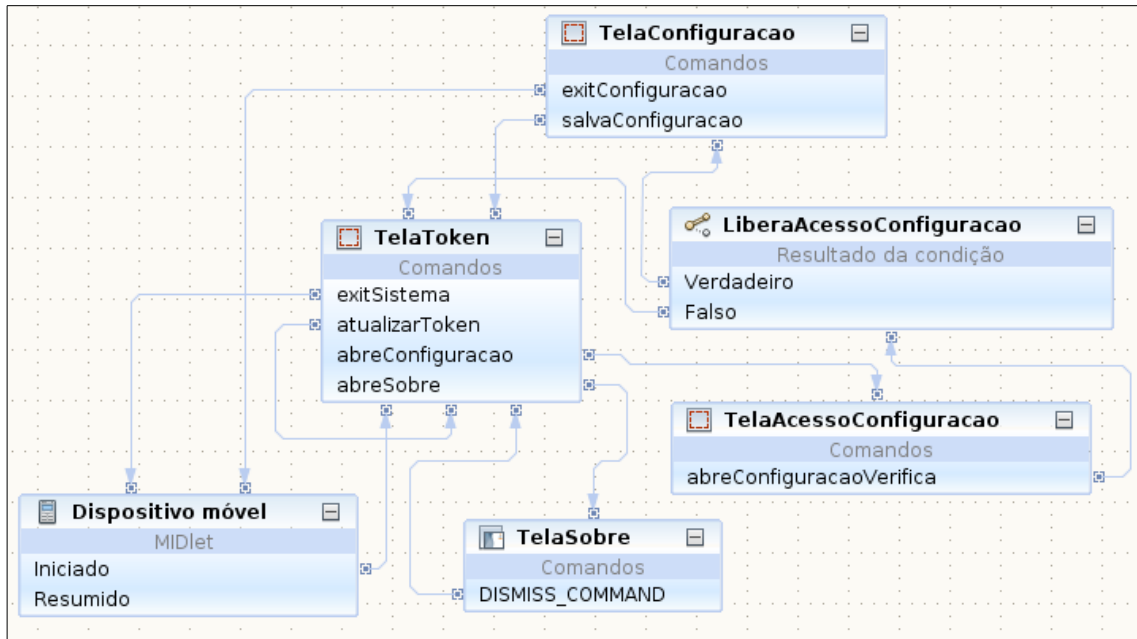 TelaConfiguracao
Comandos
exitConfiguracao
salvaConfiguracao
TelaToken
Comandos
exitSistema
atualizarToken
abreConfiguracao
abreSobre
LiberaAcessoConfiguracao
Resultado da condição
Verdadeiro
Falso
TelaAcessoConfiguracao
Comandos
abreConfiguracaoVerifica
Dispositivo móvel
MIDlet
Iniciado
Resumido
TelaSobre
Comandos
DISMISS_COMMAND